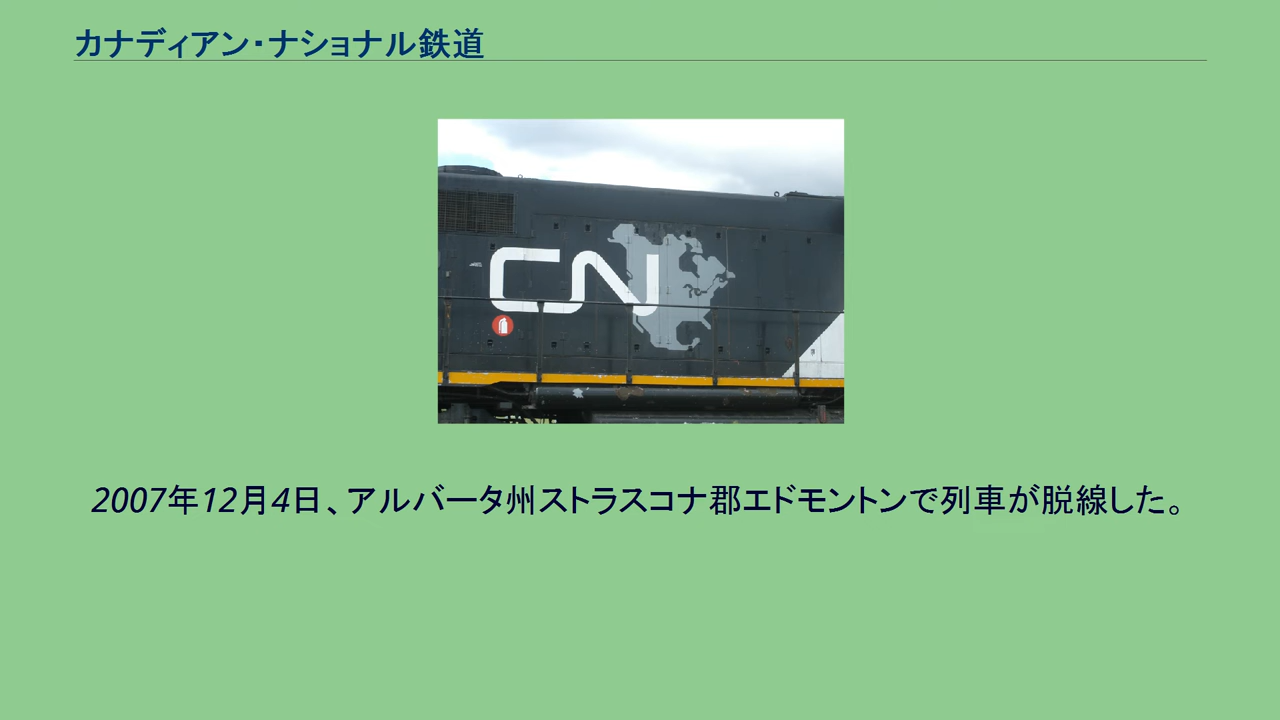 カナディアン・ナショナル鉄道
CN
2007年12月4日、アルバータ州ストラスコナ郡エドモントンで列車が脱線した。